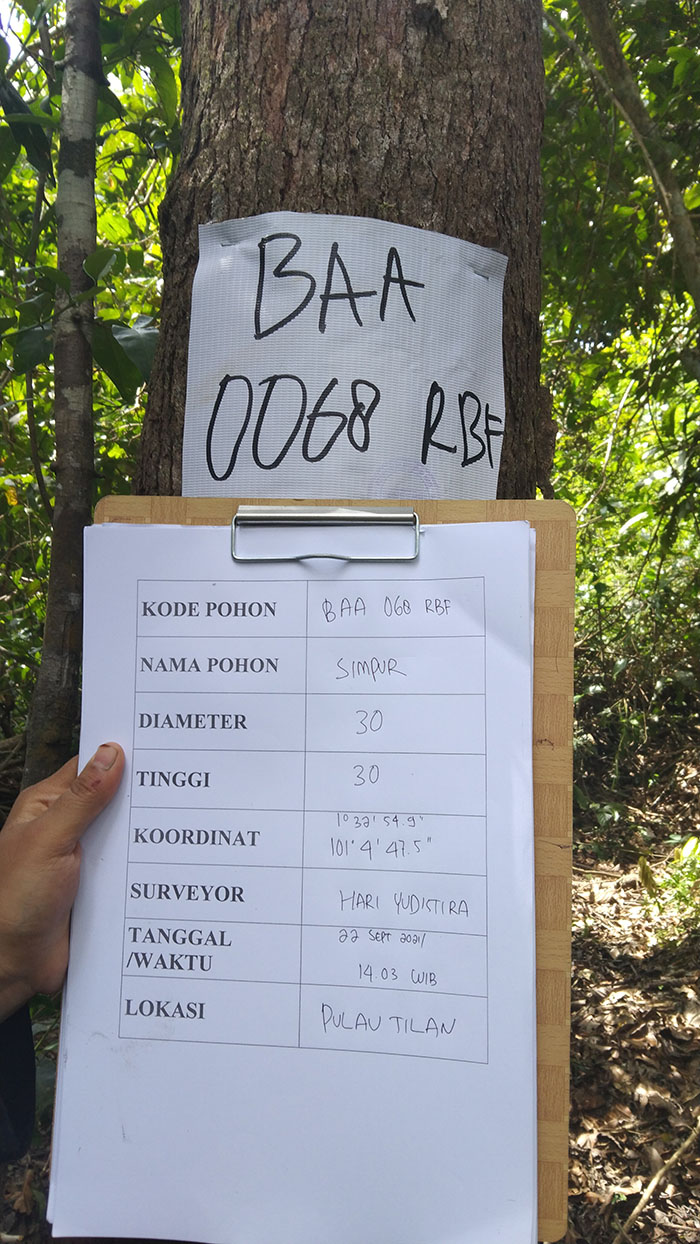 BAA
0068 RBF
KODE POHON BAA 068 RBF
NAMA POHON SIMPUR
DIAMETER 30
TINGGI 30
KOORDINAT 1° 32' 54.9"
101° 4' 47.5"
SURVEYOR HARI YUDISTIRA
TANGGAL 22 SEPT 2021/
/WAKTU 14.03 WIB
LOKASI PULAU TILAN